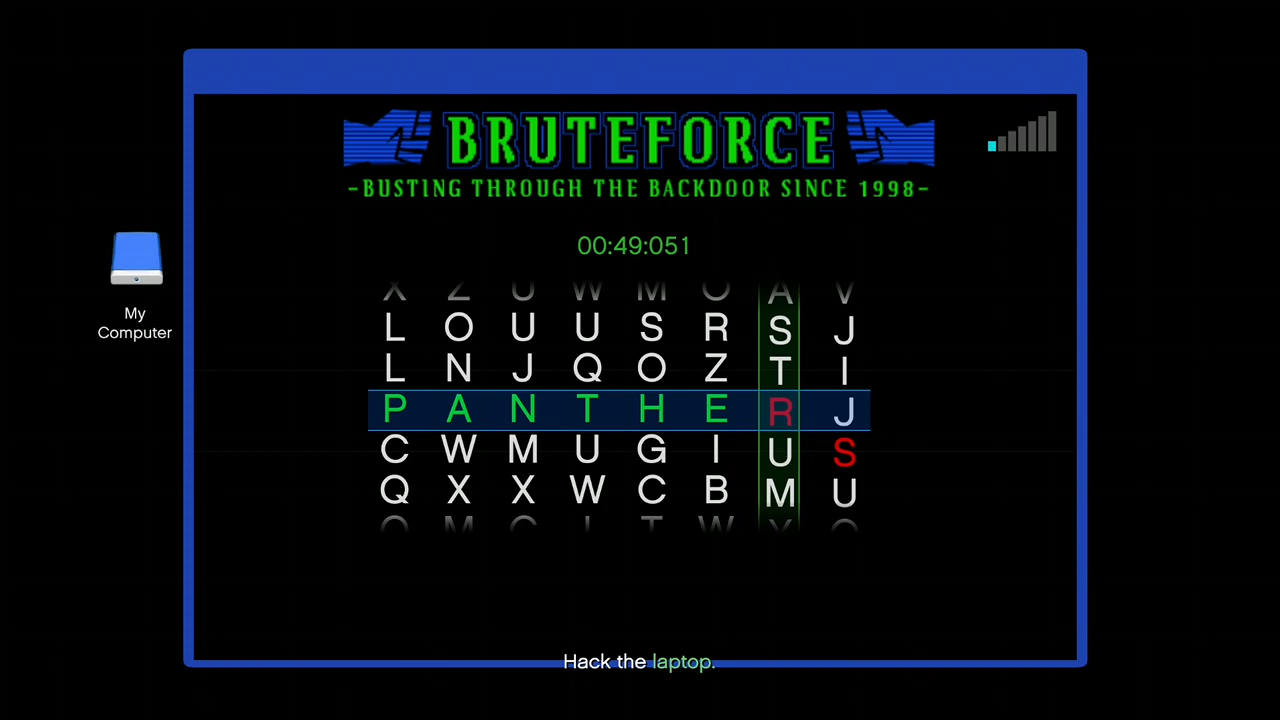 BRUTEFORCE
-BUSTING THROUGH THE BACKDOOR SINCE 1998-
00:49:051
My
Computer
X Z U W M O A V
L O U U S R S J
L N J Q O Z T I
P A N T H E R J
C W M U G I U S
Q X X W C B M U
Hack the laptop.